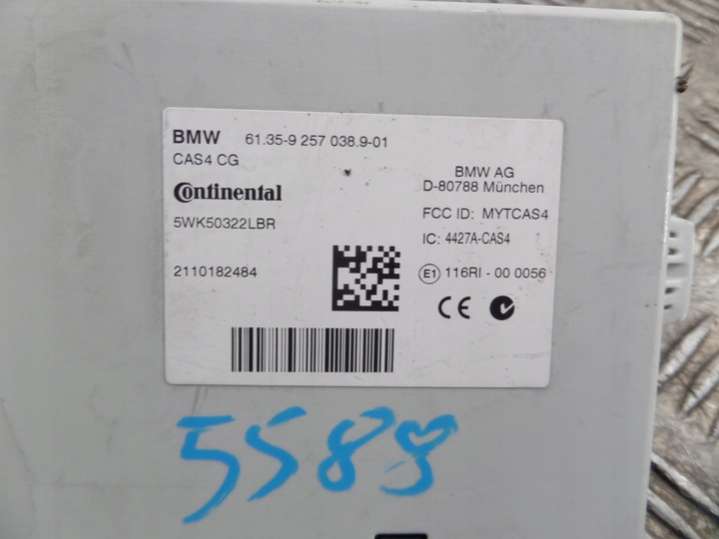 BMW 61.35-9 257 038.9-01
CAS4 CG
Continental
5WK50322LBR
2110182484
BMW AG
D-80788 München
FCC ID: MYTCAS4
IC: 4427A-CAS4
E1 116RI - 00 0056
CE
5589